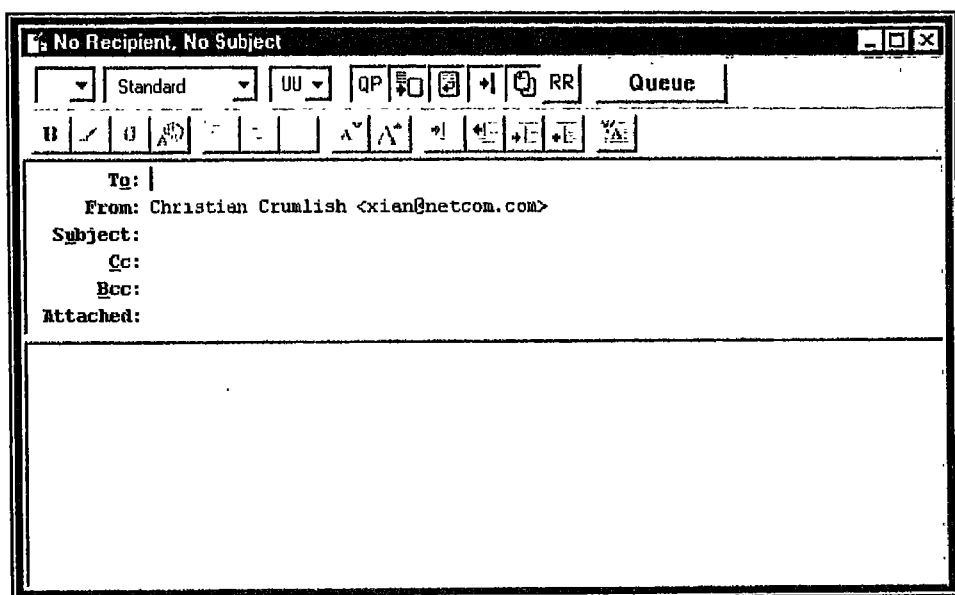 No Recipient, No Subject
Standard UU QP RR Queue
B
To:
From: Christian Crumlish <xian@netcom.com>
Subject:
Cc:
Bcc:
Attached: